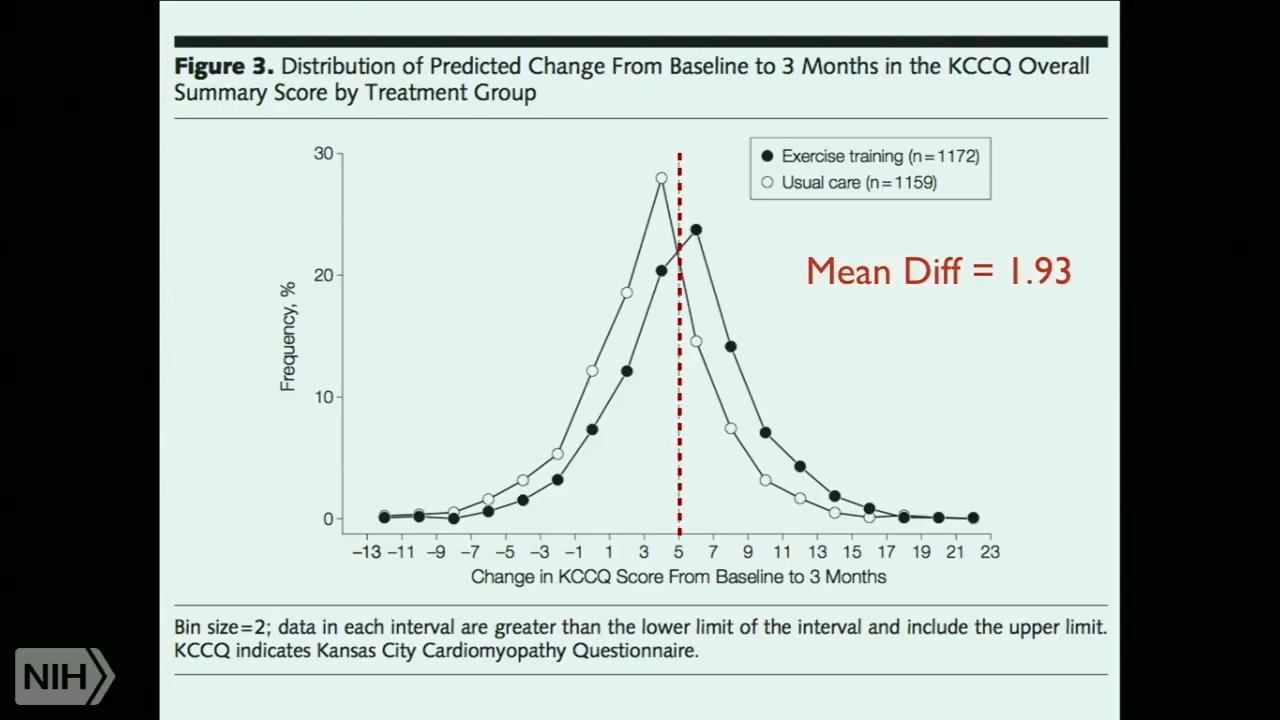 Figure 3. Distribution of Predicted Change From Baseline to 3 Months in the KCCQ Overall
Summary Score by Treatment Group
Exercise training (n=1172)
Usual care (n=1159)
Mean Diff = 1.93
Frequency, %
30
20
10
0
−13 −11 −9 −7 −5 −3 −1 1 3 5 7 9 11 13 15 17 19 21 23
Change in KCCQ Score From Baseline to 3 Months
Bin size=2; data in each interval are greater than the lower limit of the interval and include the upper limit.
KCCQ indicates Kansas City Cardiomyopathy Questionnaire.
NIH